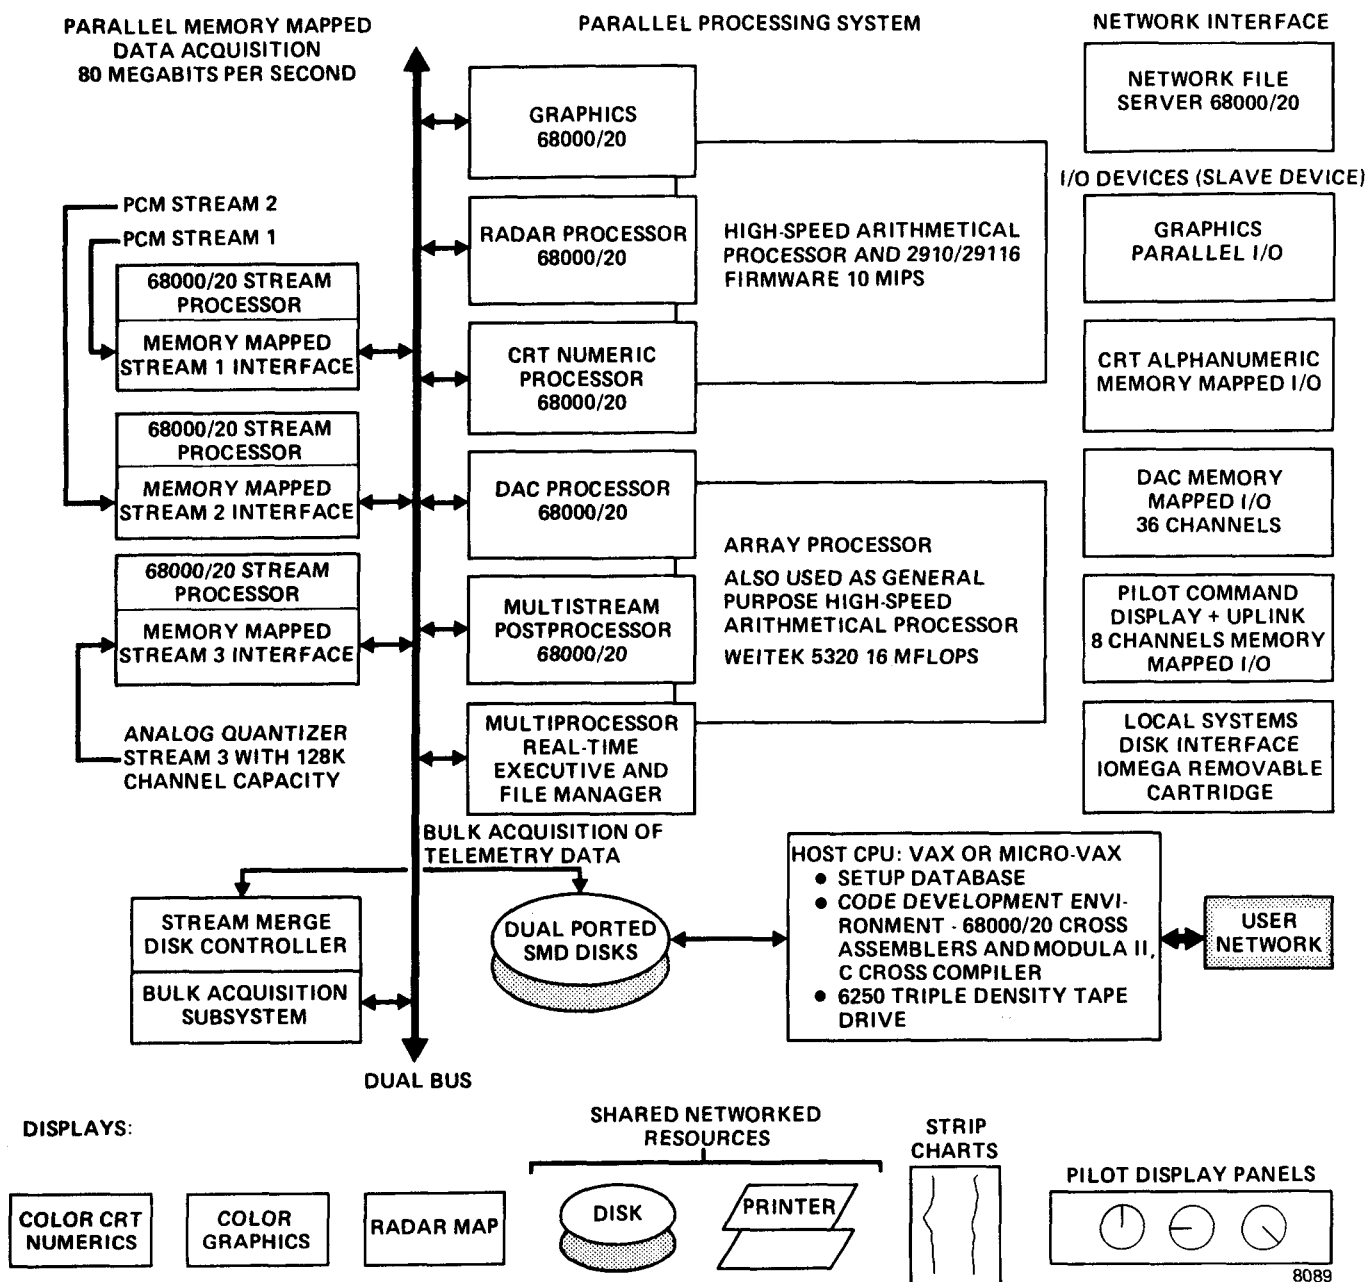 PARALLEL MEMORY MAPPED
DATA ACQUISITION
80 MEGABITS PER SECOND
PARALLEL PROCESSING SYSTEM
NETWORK INTERFACE
GRAPHICS
68000/20
NETWORK FILE
SERVER 68000/20
I/O DEVICES (SLAVE DEVICE)
PCM STREAM 2
PCM STREAM 1
RADAR PROCESSOR
68000/20
HIGH-SPEED ARITHMETICAL
PROCESSOR AND 2910/29116
FIRMWARE 10 MIPS
GRAPHICS
PARALLEL I/O
68000/20 STREAM
PROCESSOR
MEMORY MAPPED
STREAM 1 INTERFACE
CRT NUMERIC
PROCESSOR
68000/20
CRT ALPHANUMERIC
MEMORY MAPPED I/O
68000/20 STREAM
PROCESSOR
MEMORY MAPPED
STREAM 2 INTERFACE
DAC PROCESSOR
68000/20
DAC MEMORY
MAPPED I/O
36 CHANNELS
ARRAY PROCESSOR
ALSO USED AS GENERAL
PURPOSE HIGH-SPEED
ARITHMETICAL PROCESSOR
WEITEK 5320 16 MFLOPS
68000/20 STREAM
PROCESSOR
MEMORY MAPPED
STREAM 3 INTERFACE
MULTISTREAM
POSTPROCESSOR
68000/20
PILOT COMMAND
DISPLAY + UPLINK
8 CHANNELS MEMORY
MAPPED I/O
ANALOG QUANTIZER
STREAM 3 WITH 128K
CHANNEL CAPACITY
MULTIPROCESSOR
REAL-TIME
EXECUTIVE AND
FILE MANAGER
LOCAL SYSTEMS
DISK INTERFACE
IOMEGA REMOVABLE
CARTRIDGE
BULK ACQUISITION OF
TELEMETRY DATA
STREAM MERGE
DISK CONTROLLER
BULK ACQUISITION
SUBSYSTEM
DUAL PORTED
SMD DISKS
HOST CPU: VAX OR MICRO-VAX
● SETUP DATABASE
● CODE DEVELOPMENT ENVI-
RONMENT - 68000/20 CROSS
ASSEMBLERS AND MODULA II,
C CROSS COMPILER
● 6250 TRIPLE DENSITY TAPE
DRIVE
USER
NETWORK
DUAL BUS
DISPLAYS:
SHARED NETWORKED
RESOURCES
STRIP
CHARTS
PILOT DISPLAY PANELS
COLOR CRT
NUMERICS
COLOR
GRAPHICS
RADAR MAP
DISK
PRINTER
8089